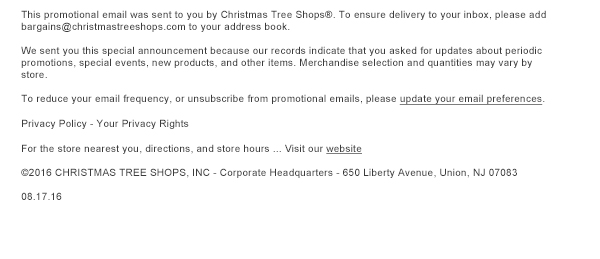 This promotional email was sent to you by Christmas Tree Shops®. To ensure delivery to your inbox, please add
bargains@christmastreeshops.com to your address book.
We sent you this special announcement because our records indicate that you asked for updates about periodic
promotions, special events, new products, and other items. Merchandise selection and quantities may vary by
store.
To reduce your email frequency, or unsubscribe from promotional emails, please update your email preferences.
Privacy Policy - Your Privacy Rights
For the store nearest you, directions, and store hours ... Visit our website
©2016 CHRISTMAS TREE SHOPS, INC - Corporate Headquarters - 650 Liberty Avenue, Union, NJ 07083
08.17.16